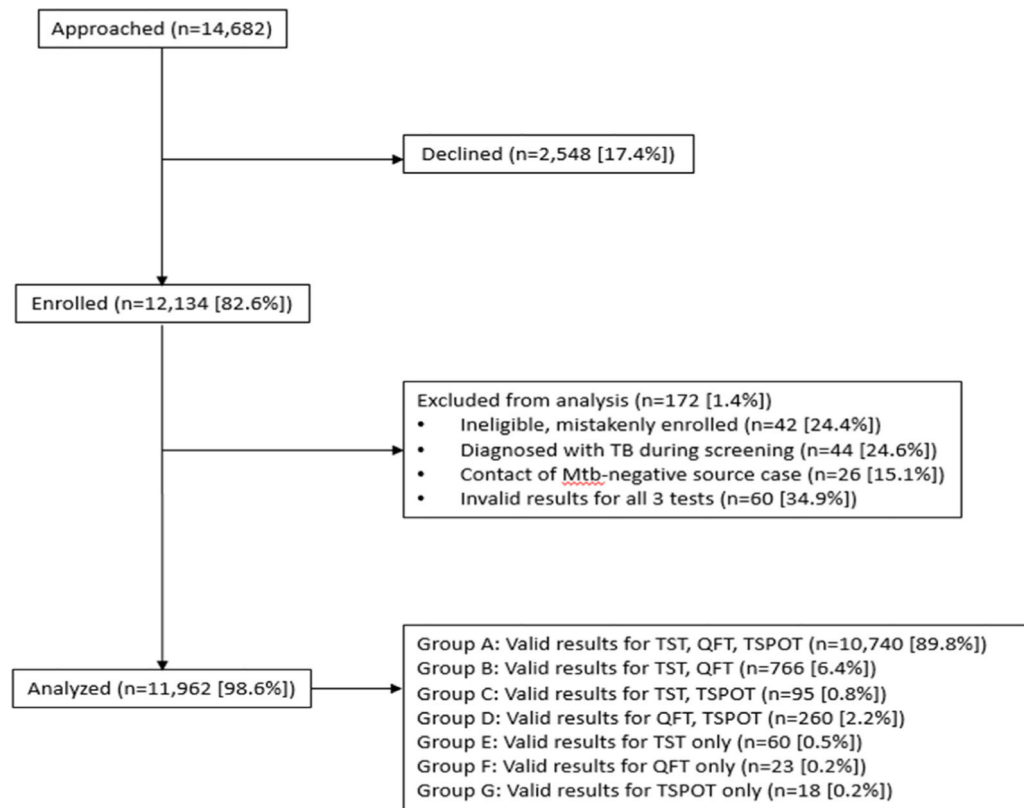 Approached (n=14,682)
Declined (n=2,548 [17.4%])
Enrolled (n=12,134 [82.6%])
Excluded from analysis (n=172 [1.4%])
• Ineligible, mistakenly enrolled (n=42 [24.4%])
• Diagnosed with TB during screening (n=44 [24.6%])
• Contact of Mtb-negative source case (n=26 [15.1%])
• Invalid results for all 3 tests (n=60 [34.9%])
Analyzed (n=11,962 [98.6%])
Group A: Valid results for TST, QFT, TSPOT (n=10,740 [89.8%])
Group B: Valid results for TST, QFT (n=766 [6.4%])
Group C: Valid results for TST, TSPOT (n=95 [0.8%])
Group D: Valid results for QFT, TSPOT (n=260 [2.2%])
Group E: Valid results for TST only (n=60 [0.5%])
Group F: Valid results for QFT only (n=23 [0.2%])
Group G: Valid results for TSPOT only (n=18 [0.2%])